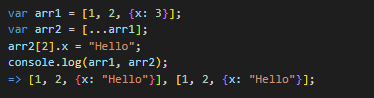 var arr1 = [1, 2, {x: 3}];
var arr2 = [...arr1];
arr2[2].x = "Hello";
console.log(arr1, arr2);
=> [1, 2, {x: "Hello"}], [1, 2, {x: "Hello"}];